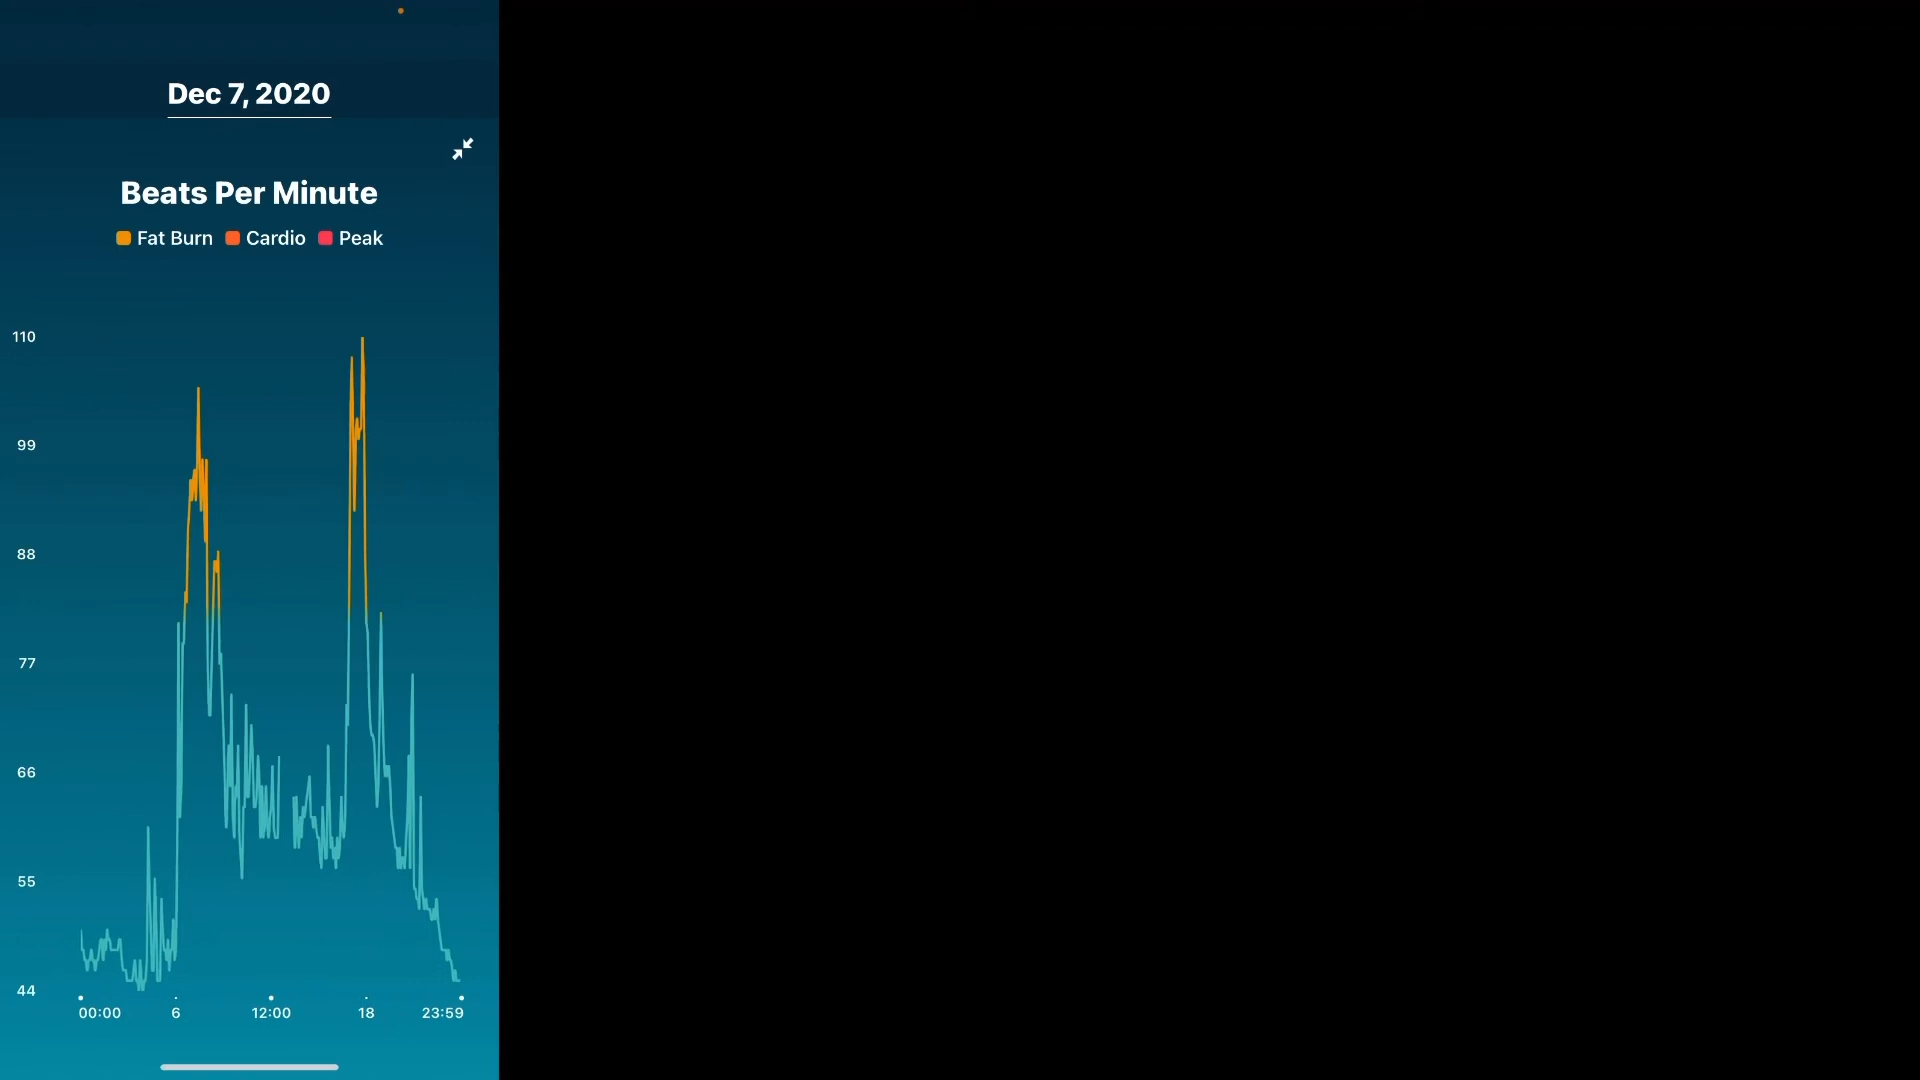 Dec 7, 2020
Beats Per Minute
Fat Burn Cardio Peak
110
99
88
77
66
55
44
00:00 6 12:00 18 23:59